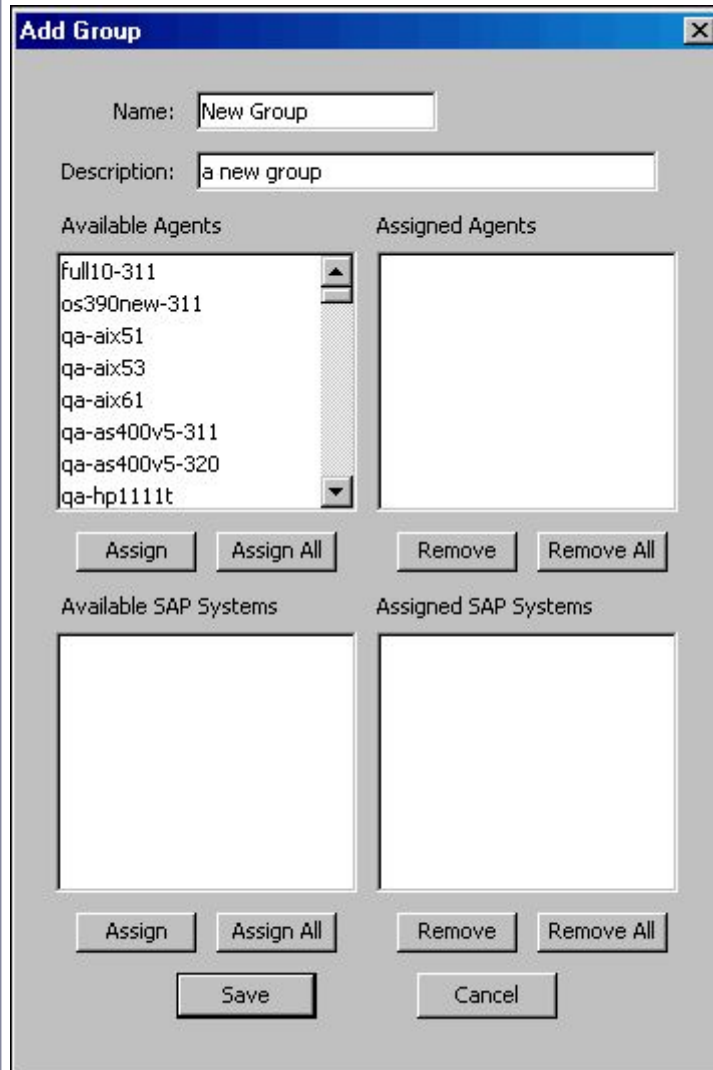 Add Group
Name: New Group
Description: a new group
Available Agents Assigned Agents
full10-311
os390new-311
qa-aix51
qa-aix53
qa-aix61
qa-as400v5-311
qa-as400v5-320
qa-hp1111t
Assign Assign All Remove Remove All
Available SAP Systems Assigned SAP Systems
Assign Assign All Remove Remove All
Save Cancel